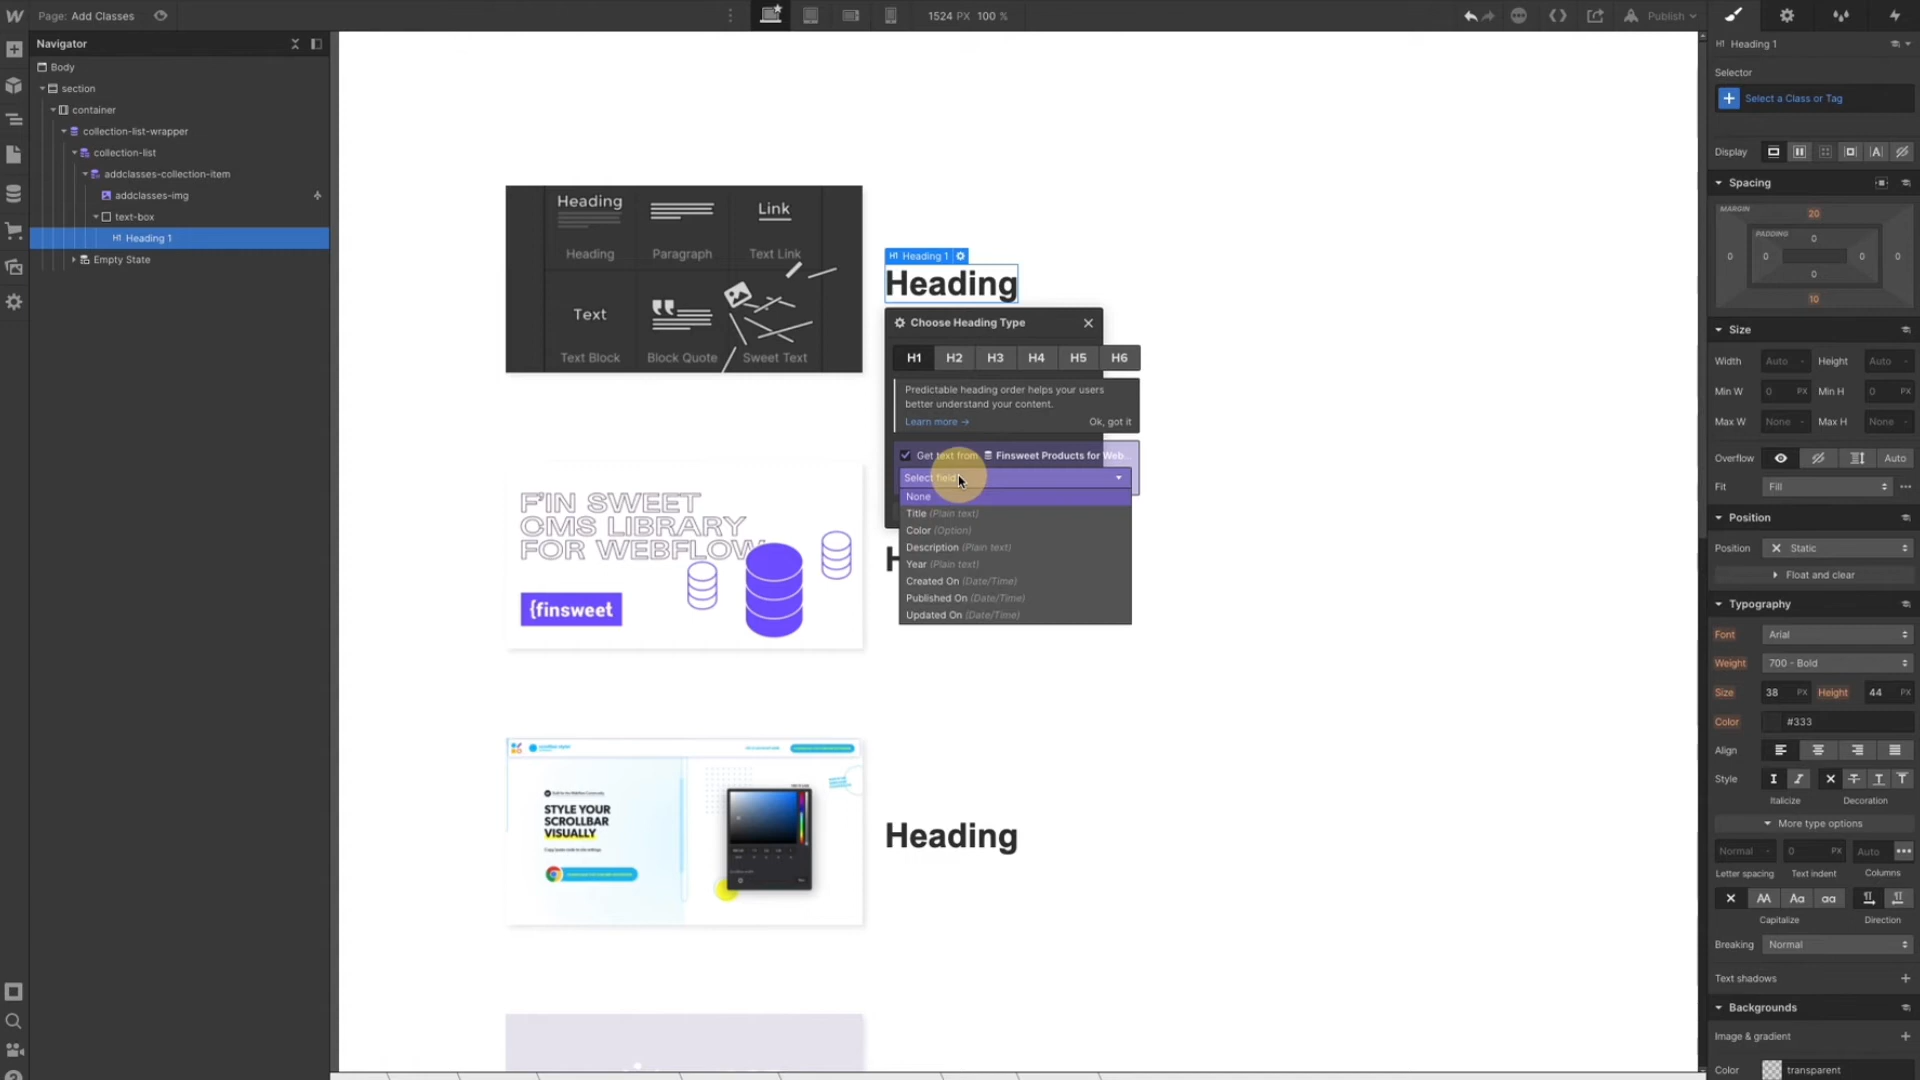 Page: Add Classes
1524 PX 100 %
Publish
Navigator
Body
section
container
collection-list-wrapper
collection-list
addclasses-collection-item
addclasses-img
text-box
H1 Heading 1
Empty State
Heading
Link
Heading
Paragraph
Text Link
Text
Text Block
Block Quote
Sweet Text
H1 Heading 1
Heading
Choose Heading Type
H1 H2 H3 H4 H5 H6
Predictable heading order helps your users
better understand your content.
Learn more →
Ok, got it
Get text from Finsweet Products for Web...
Select field
None
Title (Plain text)
Color (Option)
Description (Plain text)
Year (Plain text)
Created On (Date/Time)
Published On (Date/Time)
Updated On (Date/Time)
F'IN SWEET
CMS LIBRARY
FOR WEBFLOW
{finsweet
STYLE YOUR
SCROLLBAR
VISUALLY
Heading
H1 Heading 1
Selector
Select a Class or Tag
Display
Spacing
MARGIN
20
PADDING
0
0 0 0 0
0
10
Size
Width Auto - Height Auto -
Min W 0 PX Min H 0 PX
Max W None - Max H None -
Overflow Auto
Fit Fill
Position
Position Static
Float and clear
Typography
Font Arial
Weight 700 - Bold
Size 38 PX Height 44 PX
Color #333
Align
Style
Italicize Decoration
More type options
Normal - 0 PX Auto
Letter spacing Text indent Columns
AA Aa aa
Capitalize Direction
Breaking Normal
Text shadows
Backgrounds
Image & gradient
Color transparent